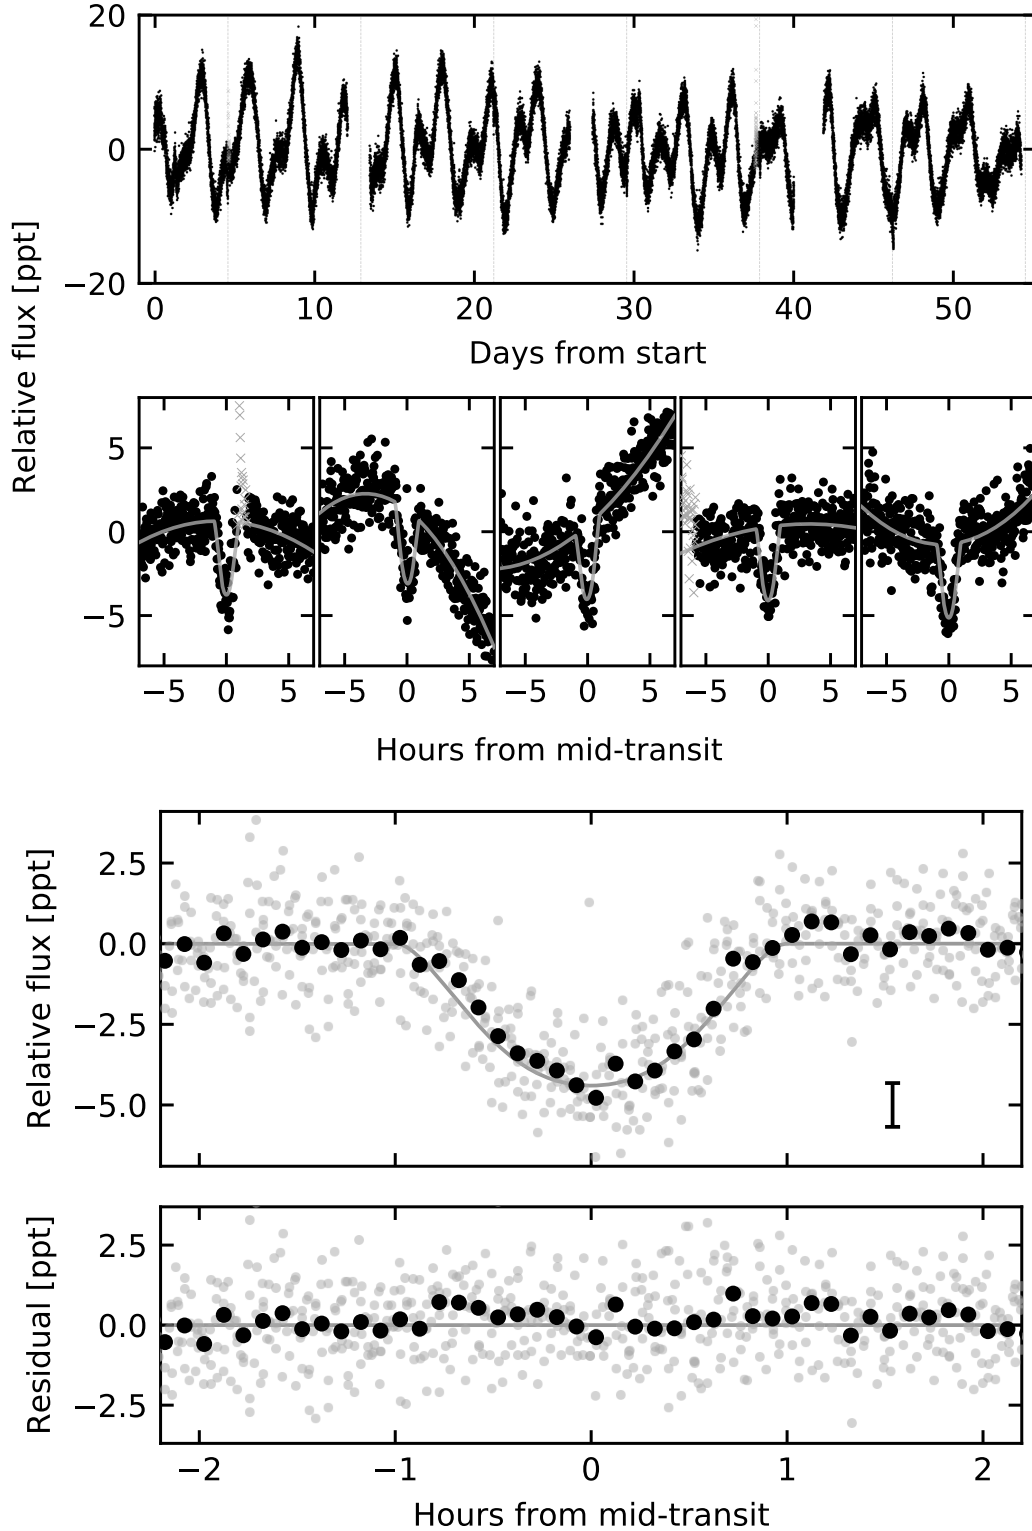 Relative flux [ppt]
20
0
−20
0 10 20 30 40 50
Days from start
5
0
−5
−5 0 5 −5 0 5 −5 0 5 −5 0 5 −5 0 5
Hours from mid-transit
Relative flux [ppt]
2.5
0.0
−2.5
−5.0
Residual [ppt]
2.5
0.0
−2.5
−2 −1 0 1 2
Hours from mid-transit